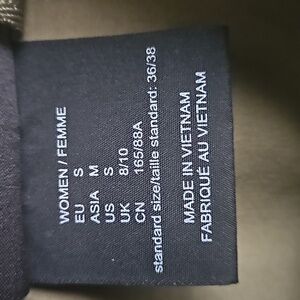 WOMEN / FEMME
EU S
ASIA M
US S
UK 8/10
CN 165/88A
standard size/taille standard: 36/38
MADE IN VIETNAM
FABRIQUÉ AU VIETNAM